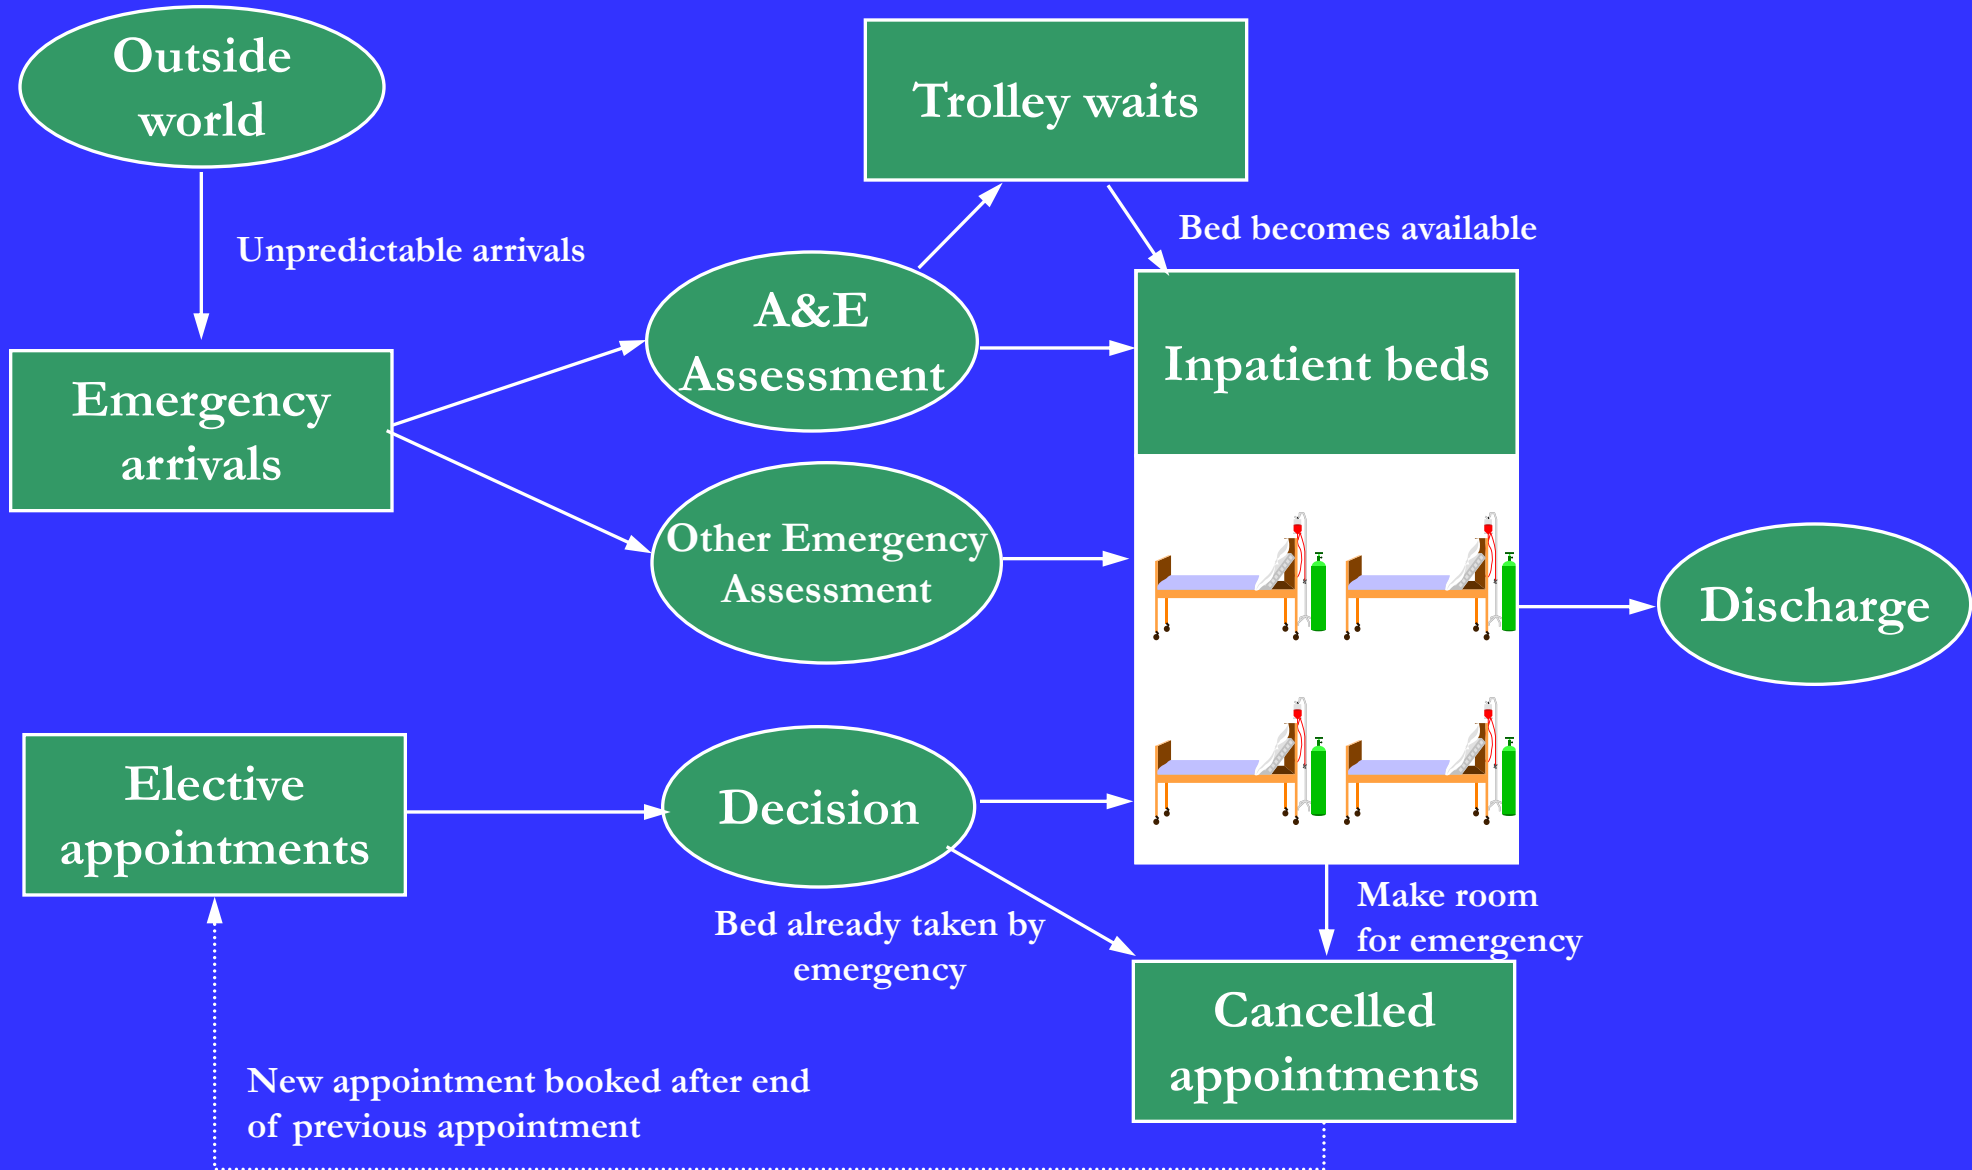 Outside
world
Trolley waits
Unpredictable arrivals
Bed becomes available
A&E
Assessment
Inpatient beds
Emergency
arrivals
Other Emergency
Assessment
Discharge
Elective
appointments
Decision
Bed already taken by
emergency
Make room
for emergency
Cancelled
appointments
New appointment booked after end
of previous appointment